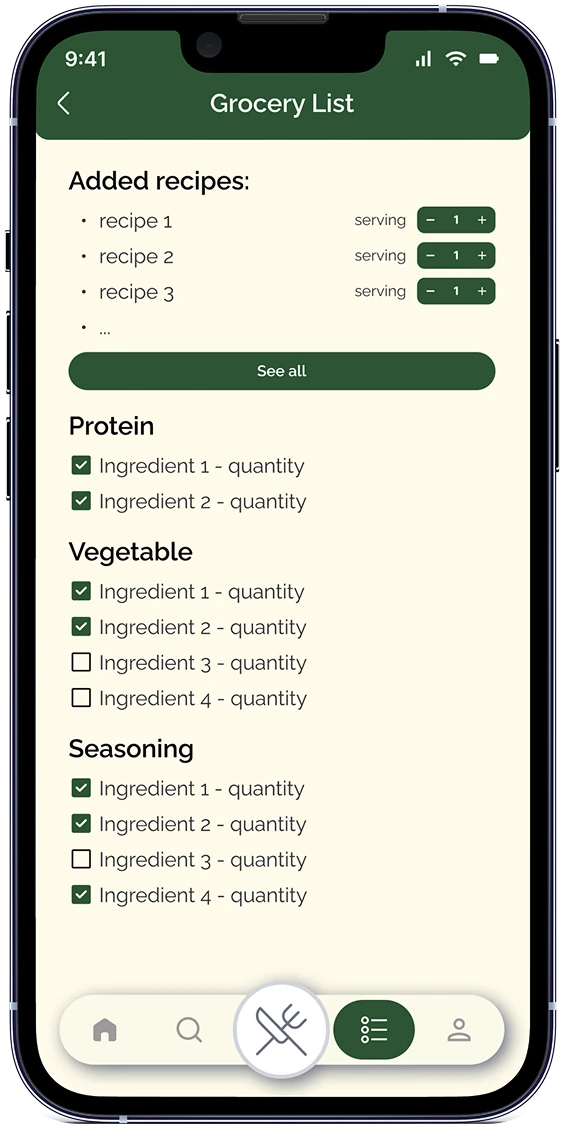 9:41
Grocery List
Added recipes:
• recipe 1 serving − 1 +
• recipe 2 serving − 1 +
• recipe 3 serving − 1 +
• ...
See all
Protein
Ingredient 1 - quantity
Ingredient 2 - quantity
Vegetable
Ingredient 1 - quantity
Ingredient 2 - quantity
Ingredient 3 - quantity
Ingredient 4 - quantity
Seasoning
Ingredient 1 - quantity
Ingredient 2 - quantity
Ingredient 3 - quantity
Ingredient 4 - quantity